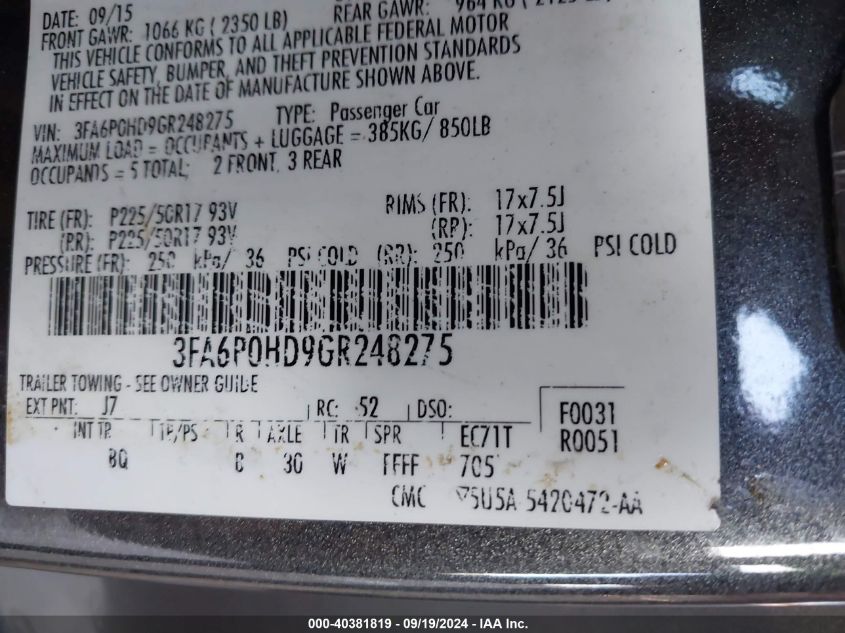 DATE: 09/15
FRONT GAWR: 1066 KG ( 2350 LB) REAR GAWR: 964 KG
THIS VEHICLE CONFORMS TO ALL APPLICABLE FEDERAL MOTOR
VEHICLE SAFETY, BUMPER, AND THEFT PREVENTION STANDARDS
IN EFFECT ON THE DATE OF MANUFACTURE SHOWN ABOVE.
VIN: 3FA6P0HD9GR248275 TYPE: Passenger Car
MAXIMUM LOAD = OCCUPANTS + LUGGAGE = 385KG/ 850LB
OCCUPANTS = 5 TOTAL: 2 FRONT, 3 REAR
TIRE (FR): P225/50R17 93V RIMS (FR): 17x7.5J
(RR): P225/50R17 93V (RR): 17x7.5J
PRESSURE (FR): 250 kPa/ 36 PSI COLD (RR): 250 kPa/ 36 PSI COLD
3FA6P0HD9GR248275
TRAILER TOWING - SEE OWNER GUIDE
EXT PNT: J7 RC: 52 DSO: F0031
INT TR TP/PS R AXLE TR SPR EC71T R0051
BQ B 30 W FFFF 705
CMC 5U5A 5420472-AA
000-40381819 - 09/19/2024 - IAA Inc.